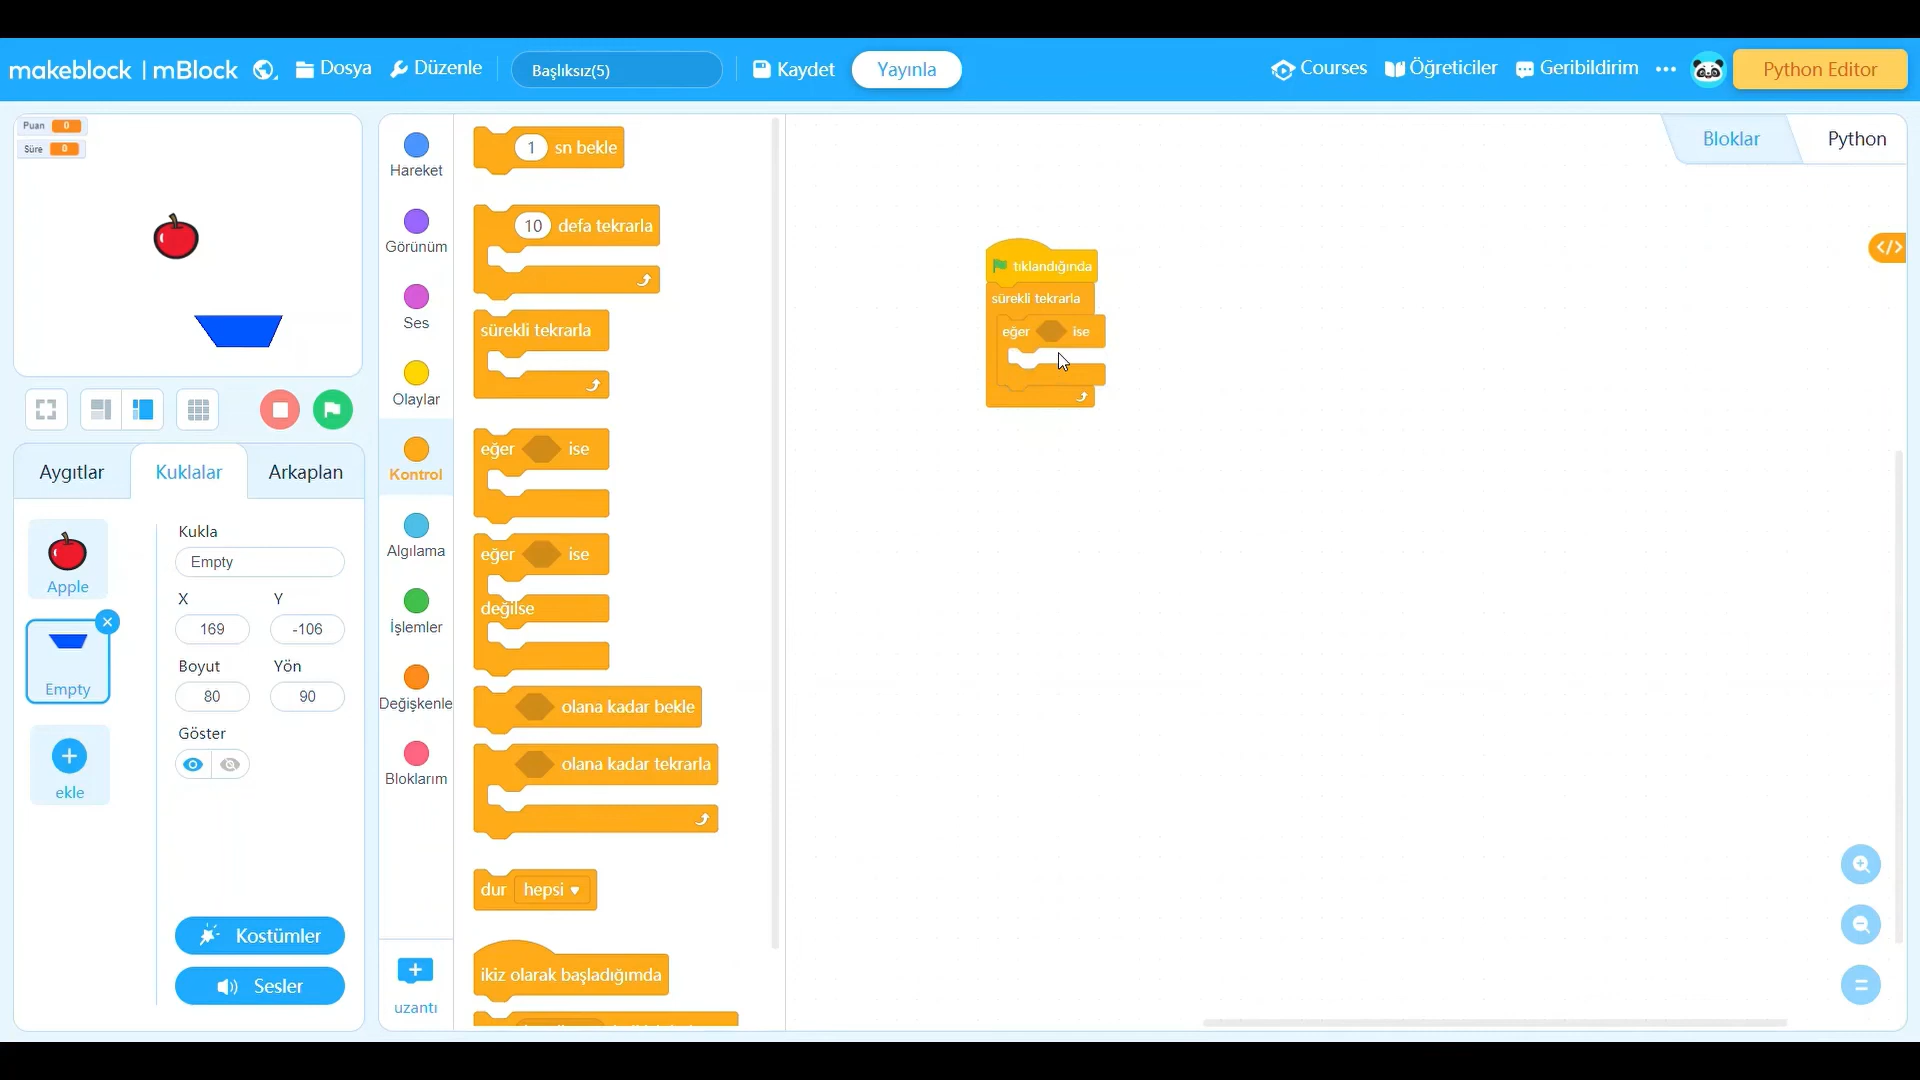 makeblock | mBlock Dosya Düzenle Başlıksız(5) Kaydet Yayınla Courses Öğreticiler Geribildirim Python Editor
Puan 0
Süre 0
Aygıtlar Kuklalar Arkaplan
Apple
Empty
ekle
Kukla
Empty
X Y
169 -106
Boyut Yön
80 90
Göster
Kostümler
Sesler
Hareket
Görünüm
Ses
Olaylar
Kontrol
Algılama
İşlemler
Değişkenle
Bloklarım
uzantı
1 sn bekle
10 defa tekrarla
sürekli tekrarla
eğer ise
eğer ise
değilse
olana kadar bekle
olana kadar tekrarla
dur hepsi
ikiz olarak başladığımda
tıklandığında
sürekli tekrarla
eğer ise
Bloklar Python
</>